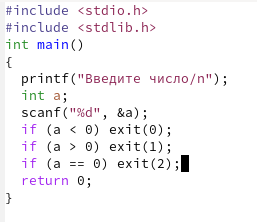 #include <stdio.h>
#include <stdlib.h>
int main()
{
  printf("Введите число/n");
  int a;
  scanf("%d", &a);
  if (a < 0) exit(0);
  if (a > 0) exit(1);
  if (a == 0) exit(2);
  return 0;
}